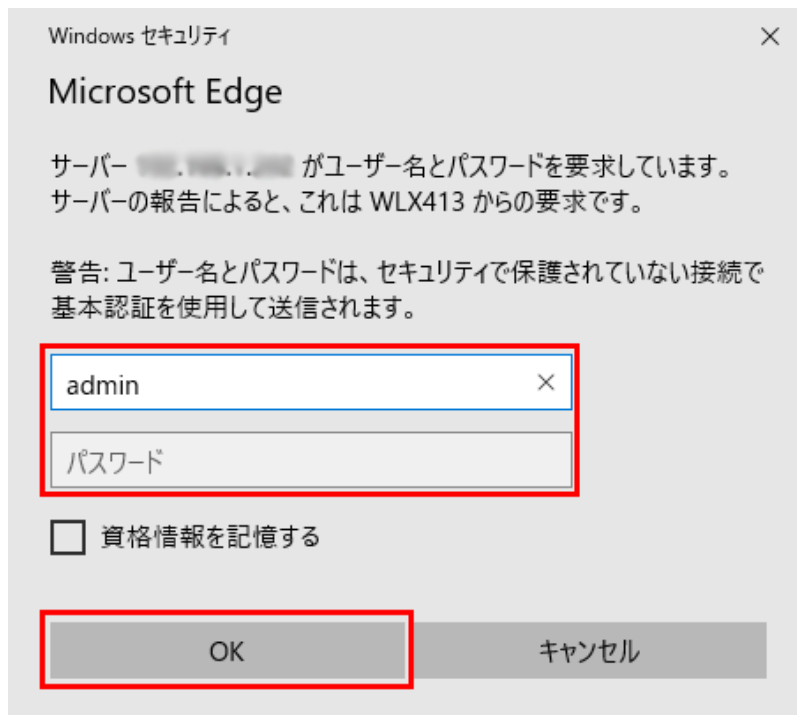 Windows セキュリティ
Microsoft Edge
サーバー がユーザー名とパスワードを要求しています。
サーバーの報告によると、これは WLX413 からの要求です。
警告: ユーザー名とパスワードは、セキュリティで保護されていない接続で
基本認証を使用して送信されます。
admin
パスワード
資格情報を記憶する
OK
キャンセル